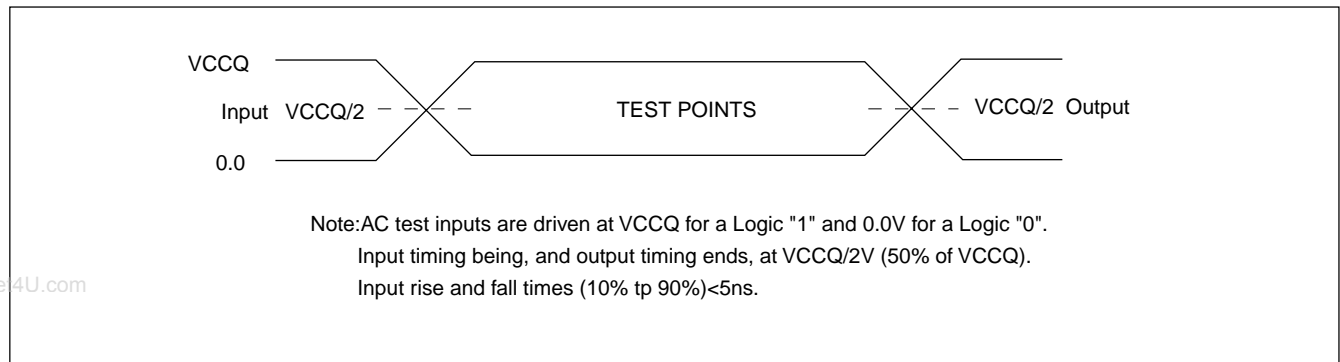 VCCQ
Input VCCQ/2
TEST POINTS
VCCQ/2 Output
0.0
Note:AC test inputs are driven at VCCQ for a Logic "1" and 0.0V for a Logic "0".
Input timing being, and output timing ends, at VCCQ/2V (50% of VCCQ).
Input rise and fall times (10% tp 90%)<5ns.
et4U.com